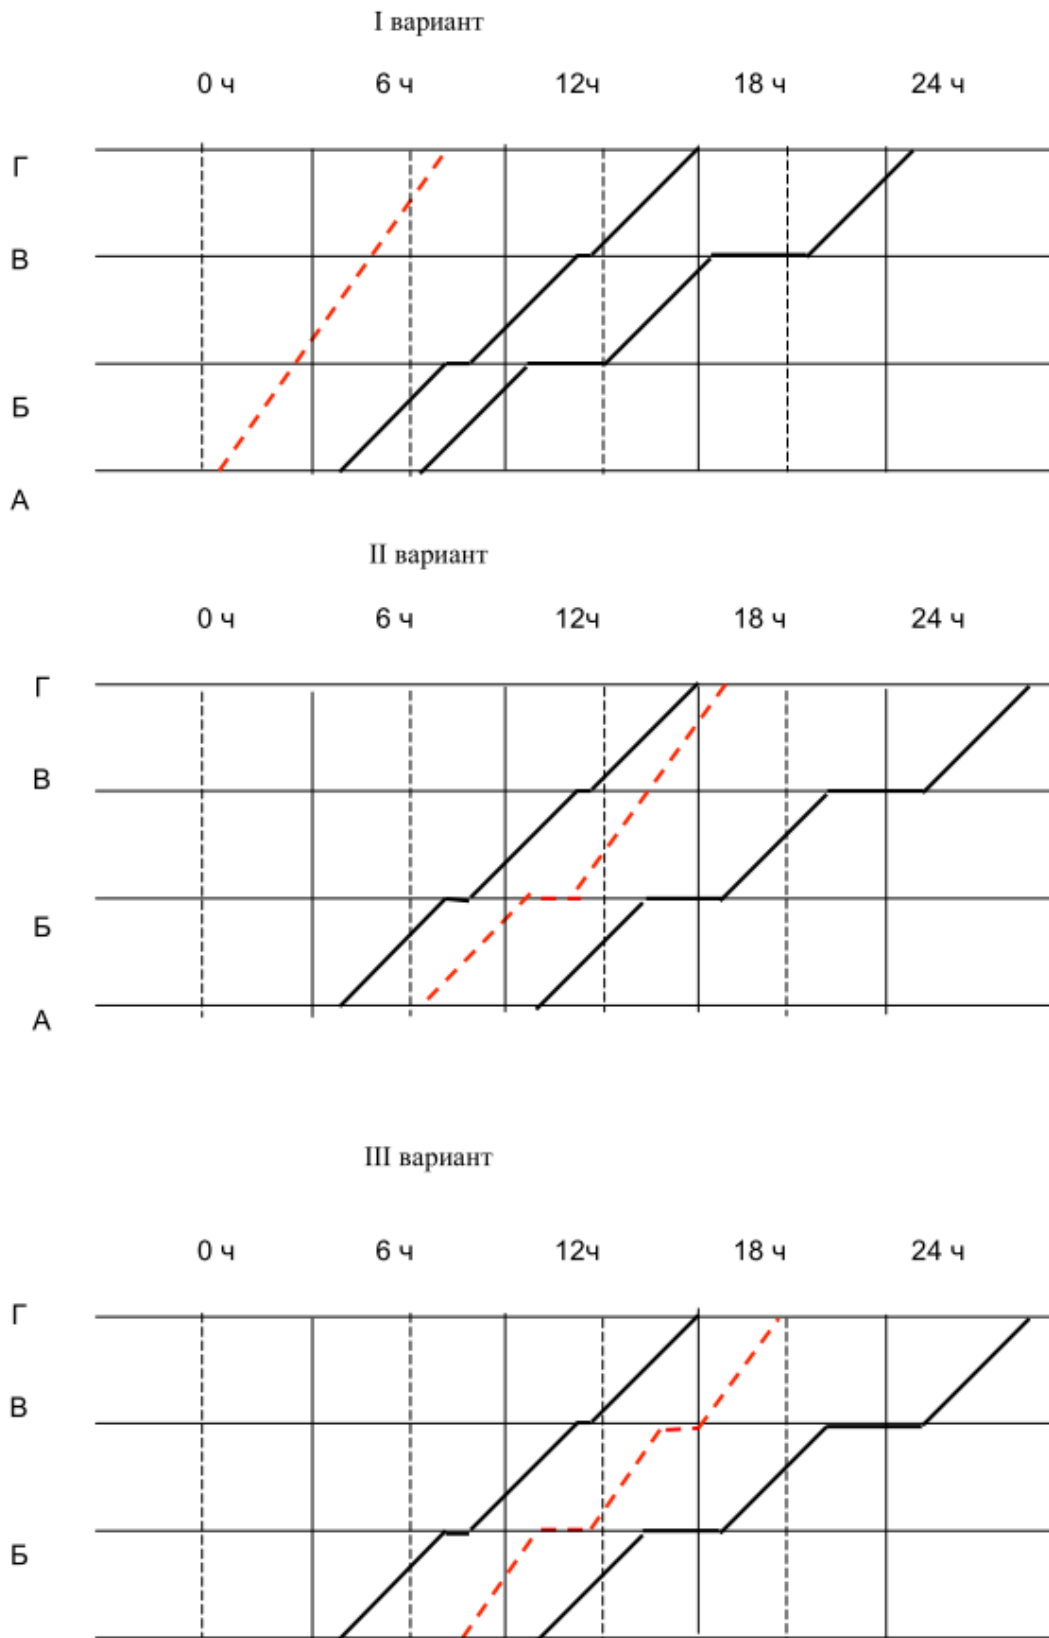 I вариант
0 ч 6 ч 12ч 18 ч 24 ч
Г
В
Б
А
II вариант
0 ч 6 ч 12ч 18 ч 24 ч
Г
В
Б
А
III вариант
0 ч 6 ч 12ч 18 ч 24 ч
Г
В
Б